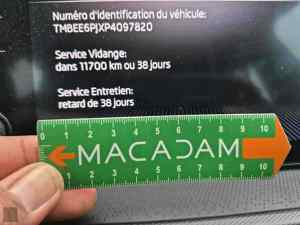 Numéro d'identification du véhicule:
TMBEE6PJXP4097820
Service Vidange:
dans 11700 km ou 38 jours
Service Entretien:
retard de 38 jours
0 1 2 3 4 5 6 7 8 9 10
MACADAM
0 1 2 3 4 5 6 7 8 9 10